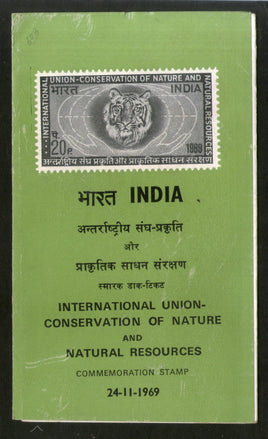 INTERNATIONAL UNION-CONSERVATION OF NATURE AND NATURAL RESOURCES
भारत INDIA
प. 20 P.
1969
अन्तर्राष्ट्रीय संघ प्रकृति और प्राकृतिक साधन संरक्षण
भारत INDIA
अन्तर्राष्ट्रीय संघ-प्रकृति
और
प्राकृतिक साधन संरक्षण
स्मारक डाक-टिकट
INTERNATIONAL UNION-
CONSERVATION OF NATURE
AND
NATURAL RESOURCES
COMMEMORATION STAMP
24-11-1969